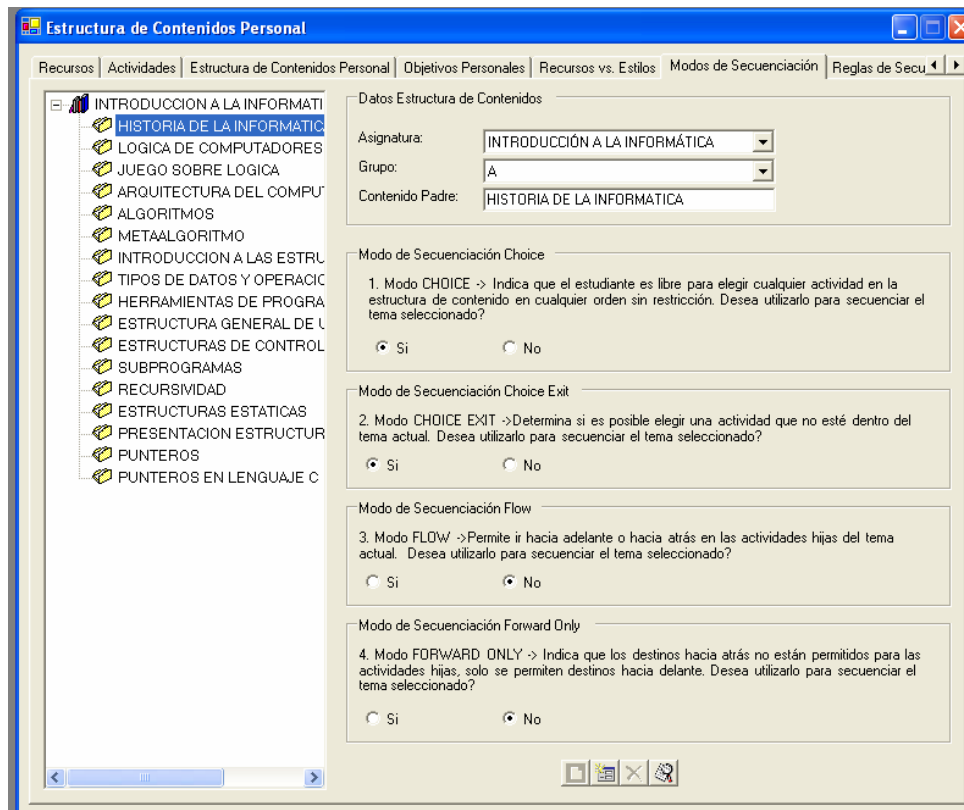 Estructura de Contenidos Personal
Recursos
Actividades
Estructura de Contenidos Personal
Objetivos Personales
Recursos vs. Estilos
Modos de Secuenciación
Reglas de Secu
INTRODUCCION A LA INFORMATI
HISTORIA DE LA INFORMATIC
LOGICA DE COMPUTADORES
JUEGO SOBRE LOGICA
ARQUITECTURA DEL COMPUT
ALGORITMOS
METAALGORITMO
INTRODUCCION A LAS ESTRU
TIPOS DE DATOS Y OPERACIO
HERRAMIENTAS DE PROGRA
ESTRUCTURA GENERAL DE U
ESTRUCTURAS DE CONTROL
SUBPROGRAMAS
RECURSIVIDAD
ESTRUCTURAS ESTATICAS
PRESENTACION ESTRUCTUR
PUNTEROS
PUNTEROS EN LENGUAJE C
Datos Estructura de Contenidos
Asignatura: INTRODUCCIÓN A LA INFORMÁTICA
Grupo: A
Contenido Padre: HISTORIA DE LA INFORMATICA
Modo de Secuenciación Choice
1. Modo CHOICE -> Indica que el estudiante es libre para elegir cualquier actividad en la
estructura de contenido en cualquier orden sin restricción. Desea utilizarlo para secuenciar el
tema seleccionado?
Si No
Modo de Secuenciación Choice Exit
2. Modo CHOICE EXIT ->Determina si es posible elegir una actividad que no esté dentro del
tema actual. Desea utilizarlo para secuenciar el tema seleccionado?
Si No
Modo de Secuenciación Flow
3. Modo FLOW ->Permite ir hacia adelante o hacia atrás en las actividades hijas del tema
actual. Desea utilizarlo para secuenciar el tema seleccionado?
Si No
Modo de Secuenciación Forward Only
4. Modo FORWARD ONLY -> Indica que los destinos hacia atrás no están permitidos para las
actividades hijas, solo se permiten destinos hacia delante. Desea utilizarlo para secuenciar el
tema seleccionado?
Si No